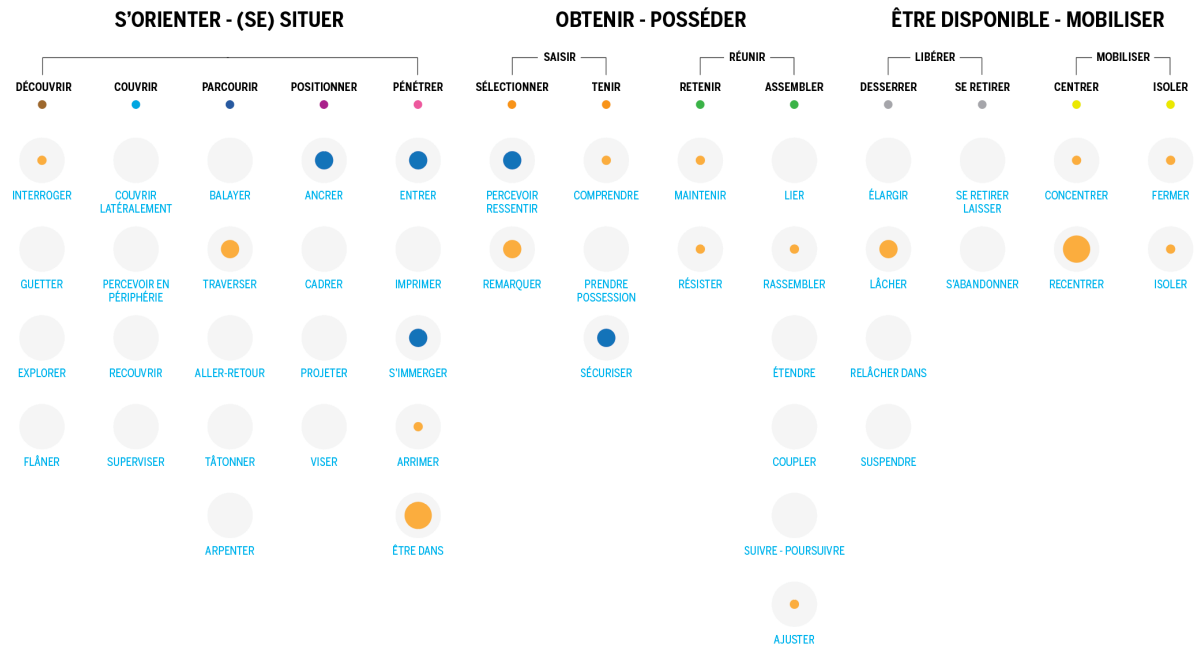 S’ORIENTER - (SE) SITUER
OBTENIR - POSSÉDER
ÊTRE DISPONIBLE - MOBILISER
SAISIR
RÉUNIR
LIBÉRER
MOBILISER
DÉCOUVRIR
COUVRIR
PARCOURIR
POSITIONNER
PÉNÉTRER
SÉLECTIONNER
TENIR
RETENIR
ASSEMBLER
DESSERRER
SE RETIRER
CENTRER
ISOLER
INTERROGER
COUVRIR
LATÉRALEMENT
BALAYER
ANCRER
ENTRER
PERCEVOIR
RESSENTIR
COMPRENDRE
MAINTENIR
LIER
ÉLARGIR
SE RETIRER
LAISSER
CONCENTRER
FERMER
GUETTER
PERCEVOIR EN
PÉRIPHÉRIE
TRAVERSER
CADRER
IMPRIMER
REMARQUER
PRENDRE
POSSESSION
RÉSISTER
RASSEMBLER
LÂCHER
S’ABANDONNER
RECENTRER
ISOLER
EXPLORER
RECOUVRIR
ALLER-RETOUR
PROJETER
S’IMMERGER
SÉCURISER
ÉTENDRE
RELÂCHER DANS
FLÂNER
SUPERVISER
TÂTONNER
VISER
ARRIMER
COUPLER
SUSPENDRE
ARPENTER
ÊTRE DANS
SUIVRE - POURSUIVRE
AJUSTER